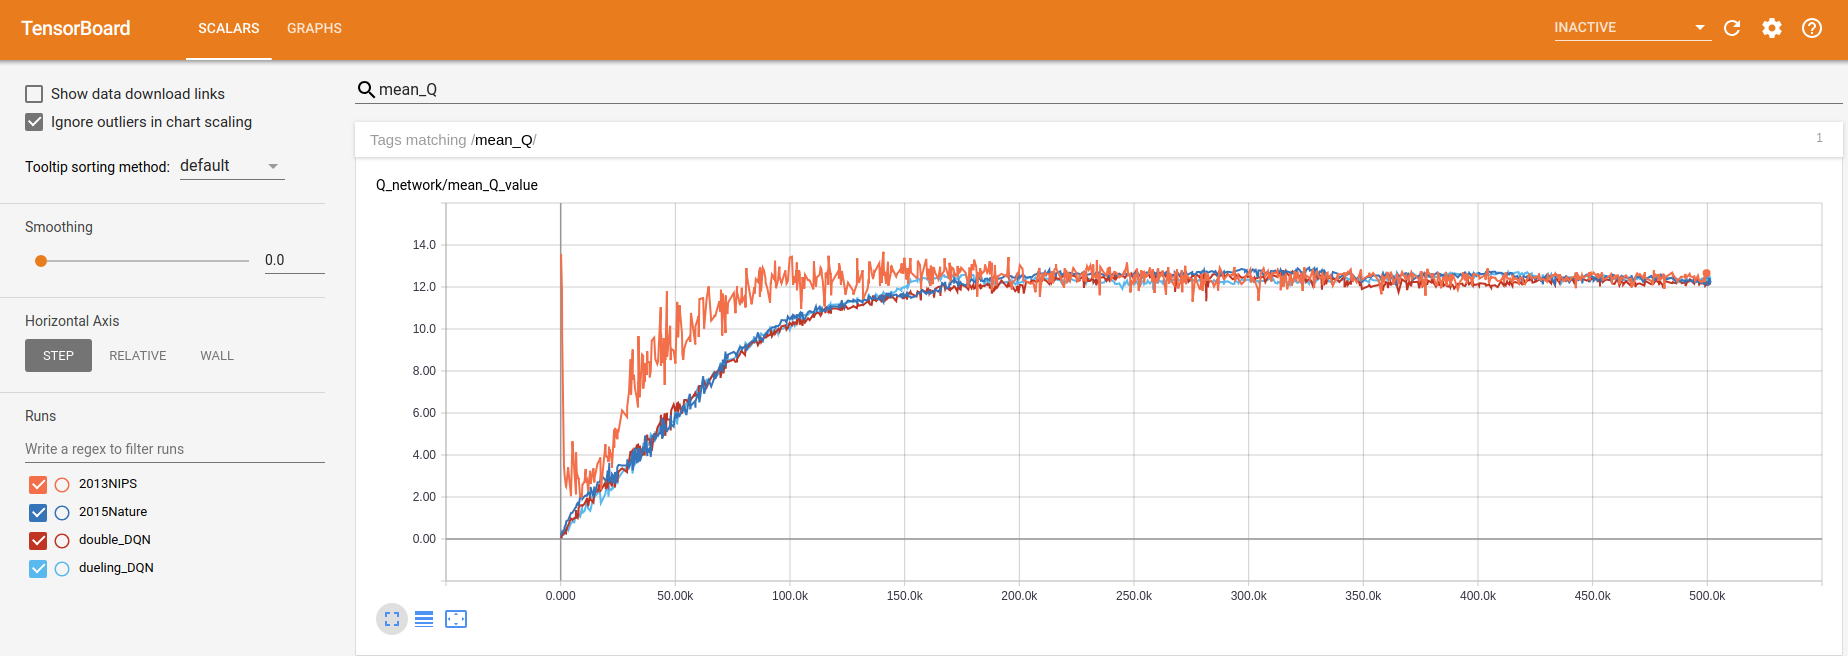 TensorBoard SCALARS GRAPHS INACTIVE
Show data download links
Ignore outliers in chart scaling
Tooltip sorting method: default
Smoothing
0.0
Horizontal Axis
STEP RELATIVE WALL
Runs
Write a regex to filter runs
2013NIPS
2015Nature
double_DQN
dueling_DQN
mean_Q
Tags matching /mean_Q/ 1
Q_network/mean_Q_value
14.0
12.0
10.0
8.00
6.00
4.00
2.00
0.00
0.000 50.00k 100.0k 150.0k 200.0k 250.0k 300.0k 350.0k 400.0k 450.0k 500.0k